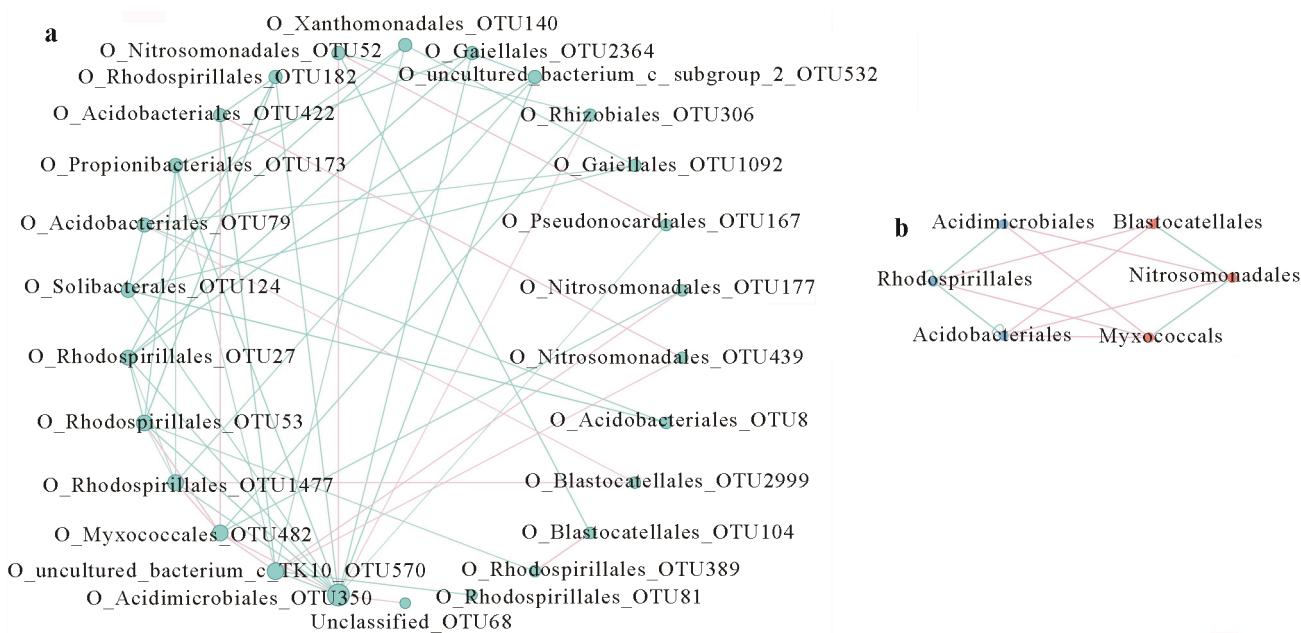 a
O_Xanthomonadales_OTU140
O_Nitrosomonadales_OTU52
O_Gaiellales_OTU2364
O_Rhodospirillales_OTU182
O_uncultured_bacterium_c_subgroup_2_OTU532
O_Acidobacteriales_OTU422
O_Rhizobiales_OTU306
O_Propionibacteriales_OTU173
O_Gaiellales_OTU1092
O_Acidobacteriales_OTU79
O_Pseudonocardiales_OTU167
O_Solibacterales_OTU124
O_Nitrosomonadales_OTU177
O_Rhodospirillales_OTU27
O_Nitrosomonadales_OTU439
O_Rhodospirillales_OTU53
O_Acidobacteriales_OTU8
O_Rhodospirillales_OTU1477
O_Blastocatellales_OTU2999
O_Myxococcales_OTU482
O_Blastocatellales_OTU104
O_uncultured_bacterium_c_TK10_OTU570
O_Rhodospirillales_OTU389
O_Acidimicrobiales_OTU350
O_Rhodospirillales_OTU81
Unclassified_OTU68
b
Acidimicrobiales
Blastocatellales
Rhodospirillales
Nitrosomonadales
Acidobacteriales
Myxococcals